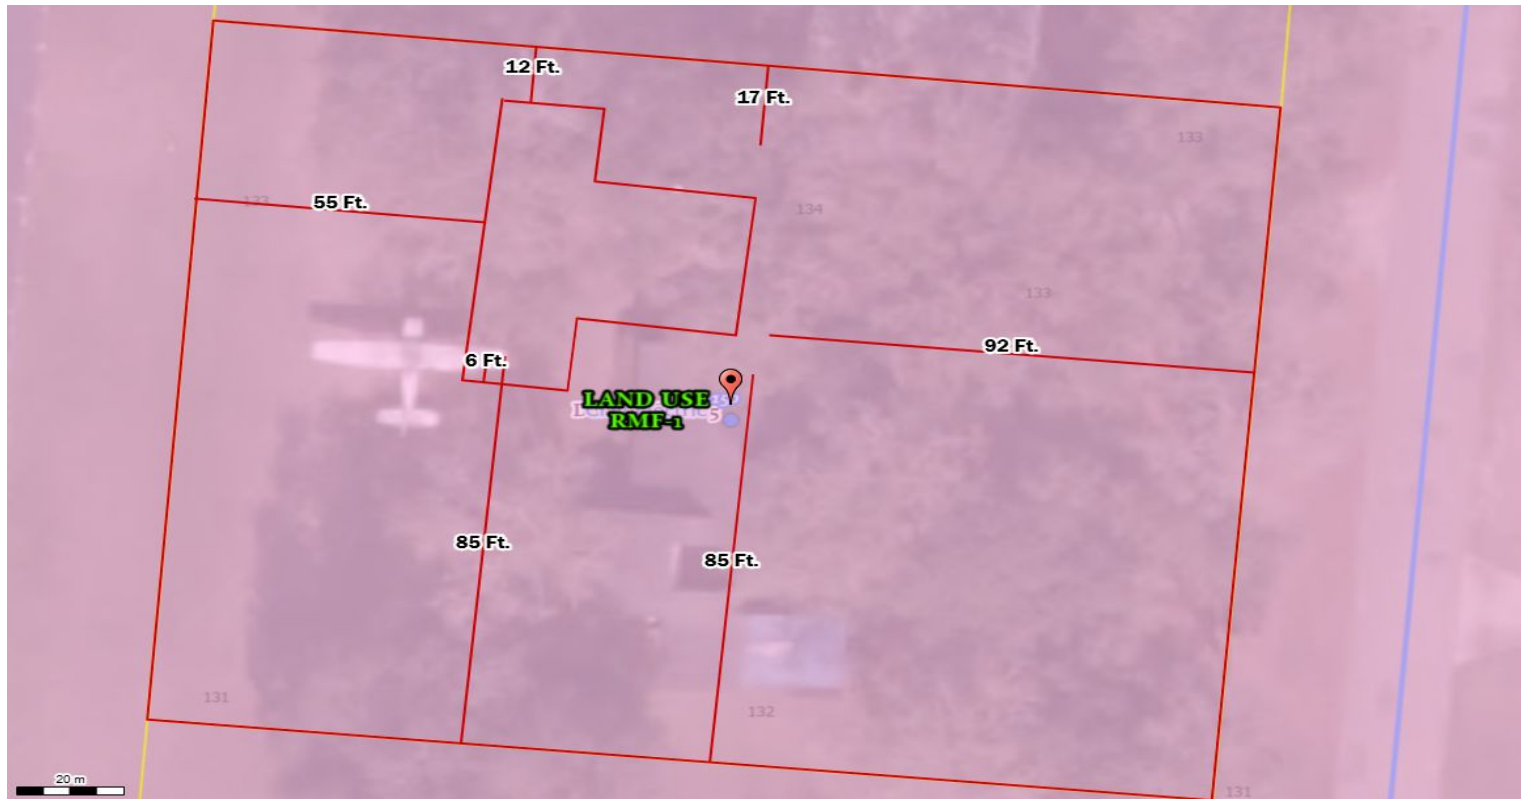 12 Ft.
17 Ft.
133
133
55 Ft.
134
133
92 Ft.
6 Ft.
LAND USE
RMF-1
85 Ft.
85 Ft.
131
132
20 m
131